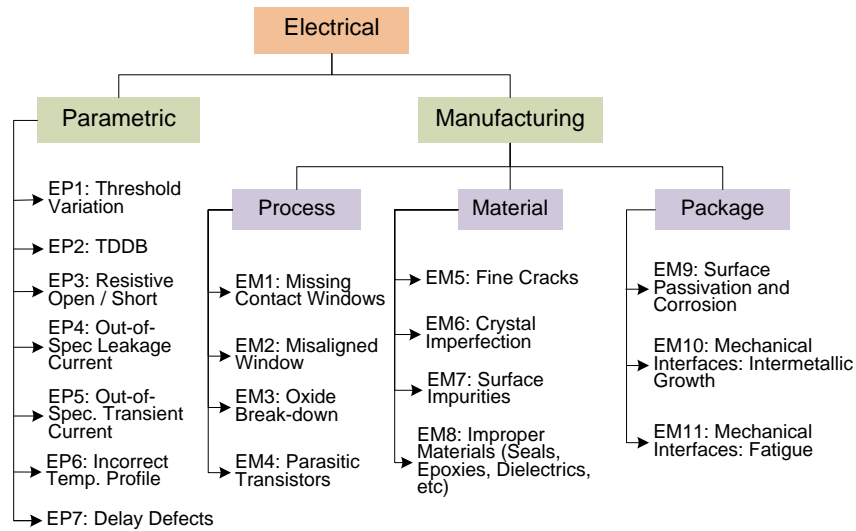 Electrical
Parametric
Manufacturing
EP1: Threshold
Variation
EP2: TDDB
EP3: Resistive
Open / Short
EP4: Out-of-
Spec Leakage
Current
EP5: Out-of-
Spec. Transient
Current
EP6: Incorrect
Temp. Profile
EP7: Delay Defects
Process
EM1: Missing
Contact Windows
EM2: Misaligned
Window
EM3: Oxide
Break-down
EM4: Parasitic
Transistors
Material
EM5: Fine Cracks
EM6: Crystal
Imperfection
EM7: Surface
Impurities
EM8: Improper
Materials (Seals,
Epoxies, Dielectrics,
etc)
Package
EM9: Surface
Passivation and
Corrosion
EM10: Mechanical
Interfaces: Intermetallic
Growth
EM11: Mechanical
Interfaces: Fatigue